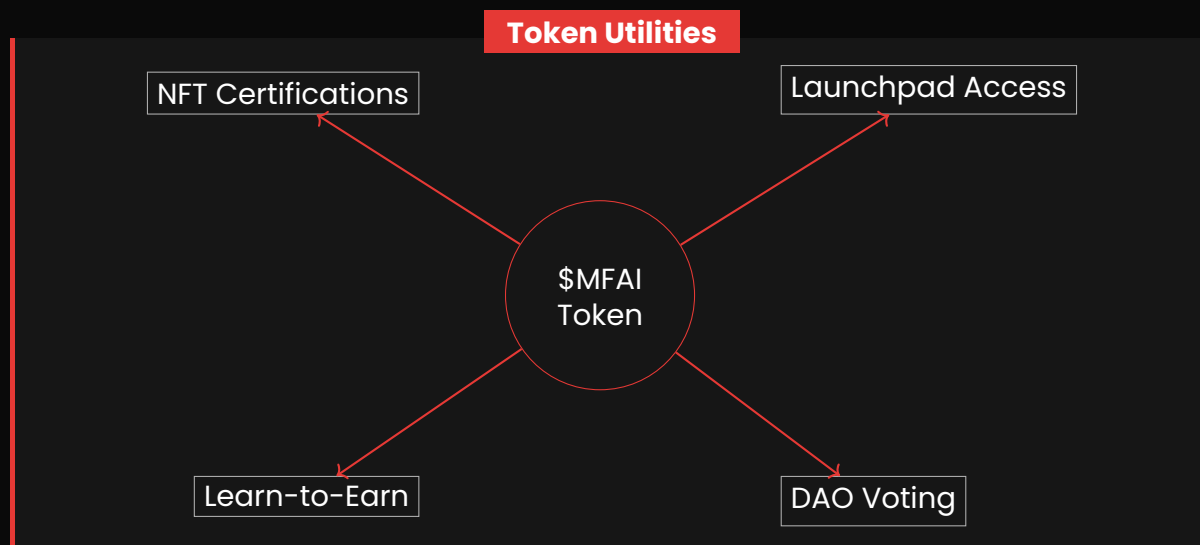 Token Utilities
NFT Certifications
Launchpad Access
$MFAI
Token
Learn-to-Earn
DAO Voting